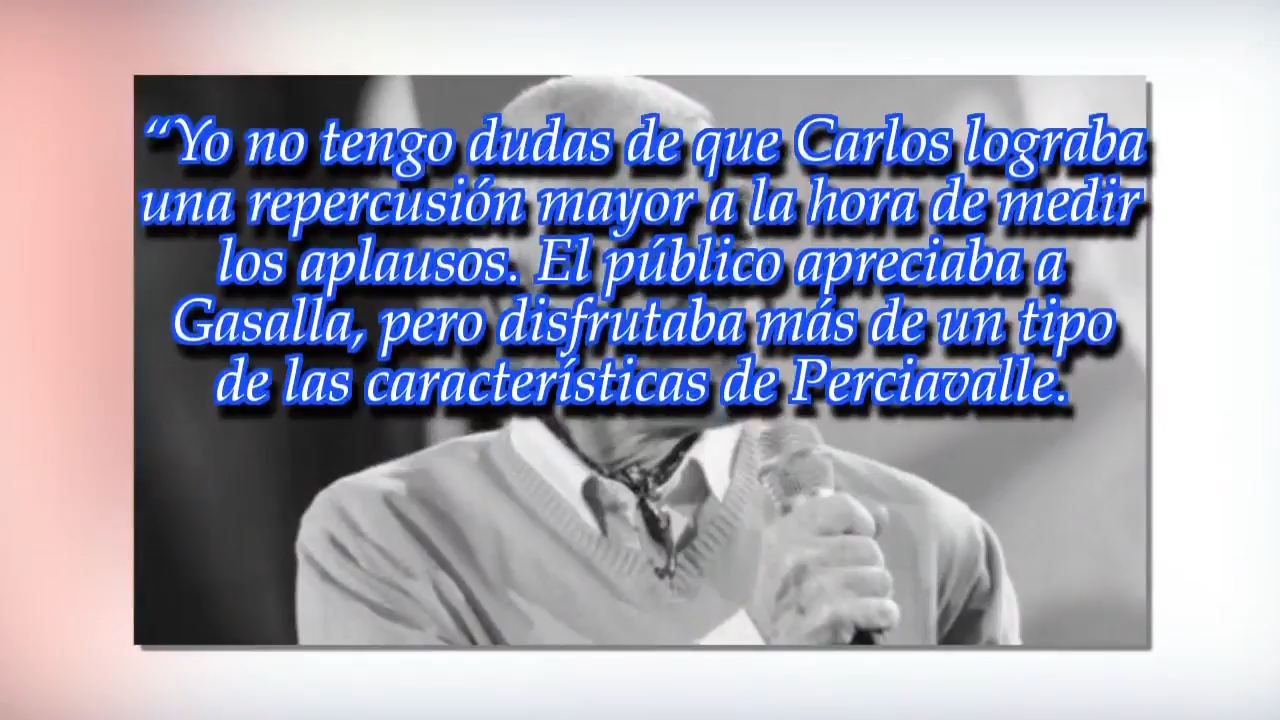 “Yo no tengo dudas de que Carlos lograba
una repercusión mayor a la hora de medir
los aplausos. El público apreciaba a
Gasalla, pero disfrutaba más de un tipo
de las características de Perciavalle.